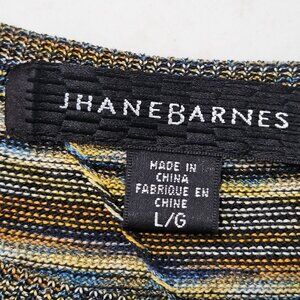 JHANEBARNES
MADE IN
CHINA
FABRIQUE EN
CHINE
L/G